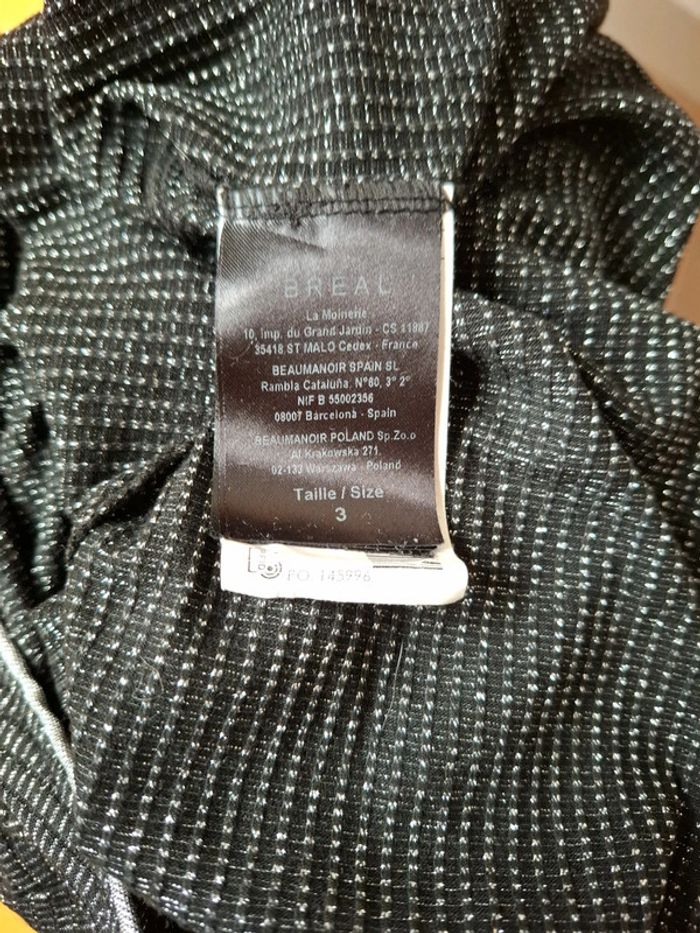 BREAL
La Moinerie
10, imp. du Grand Jardin - CS 11887
35418 ST MALO Cedex - France
BEAUMANOIR SPAIN SL
Rambla Cataluña, N°80, 3° 2°
NIF B 55002356
08007 Barcelona - Spain
BEAUMANOIR POLAND Sp.Zo.o
Al.Krakowska 271,
02-133 Warszawa - Poland
Taille / Size
3
P.O. 145996